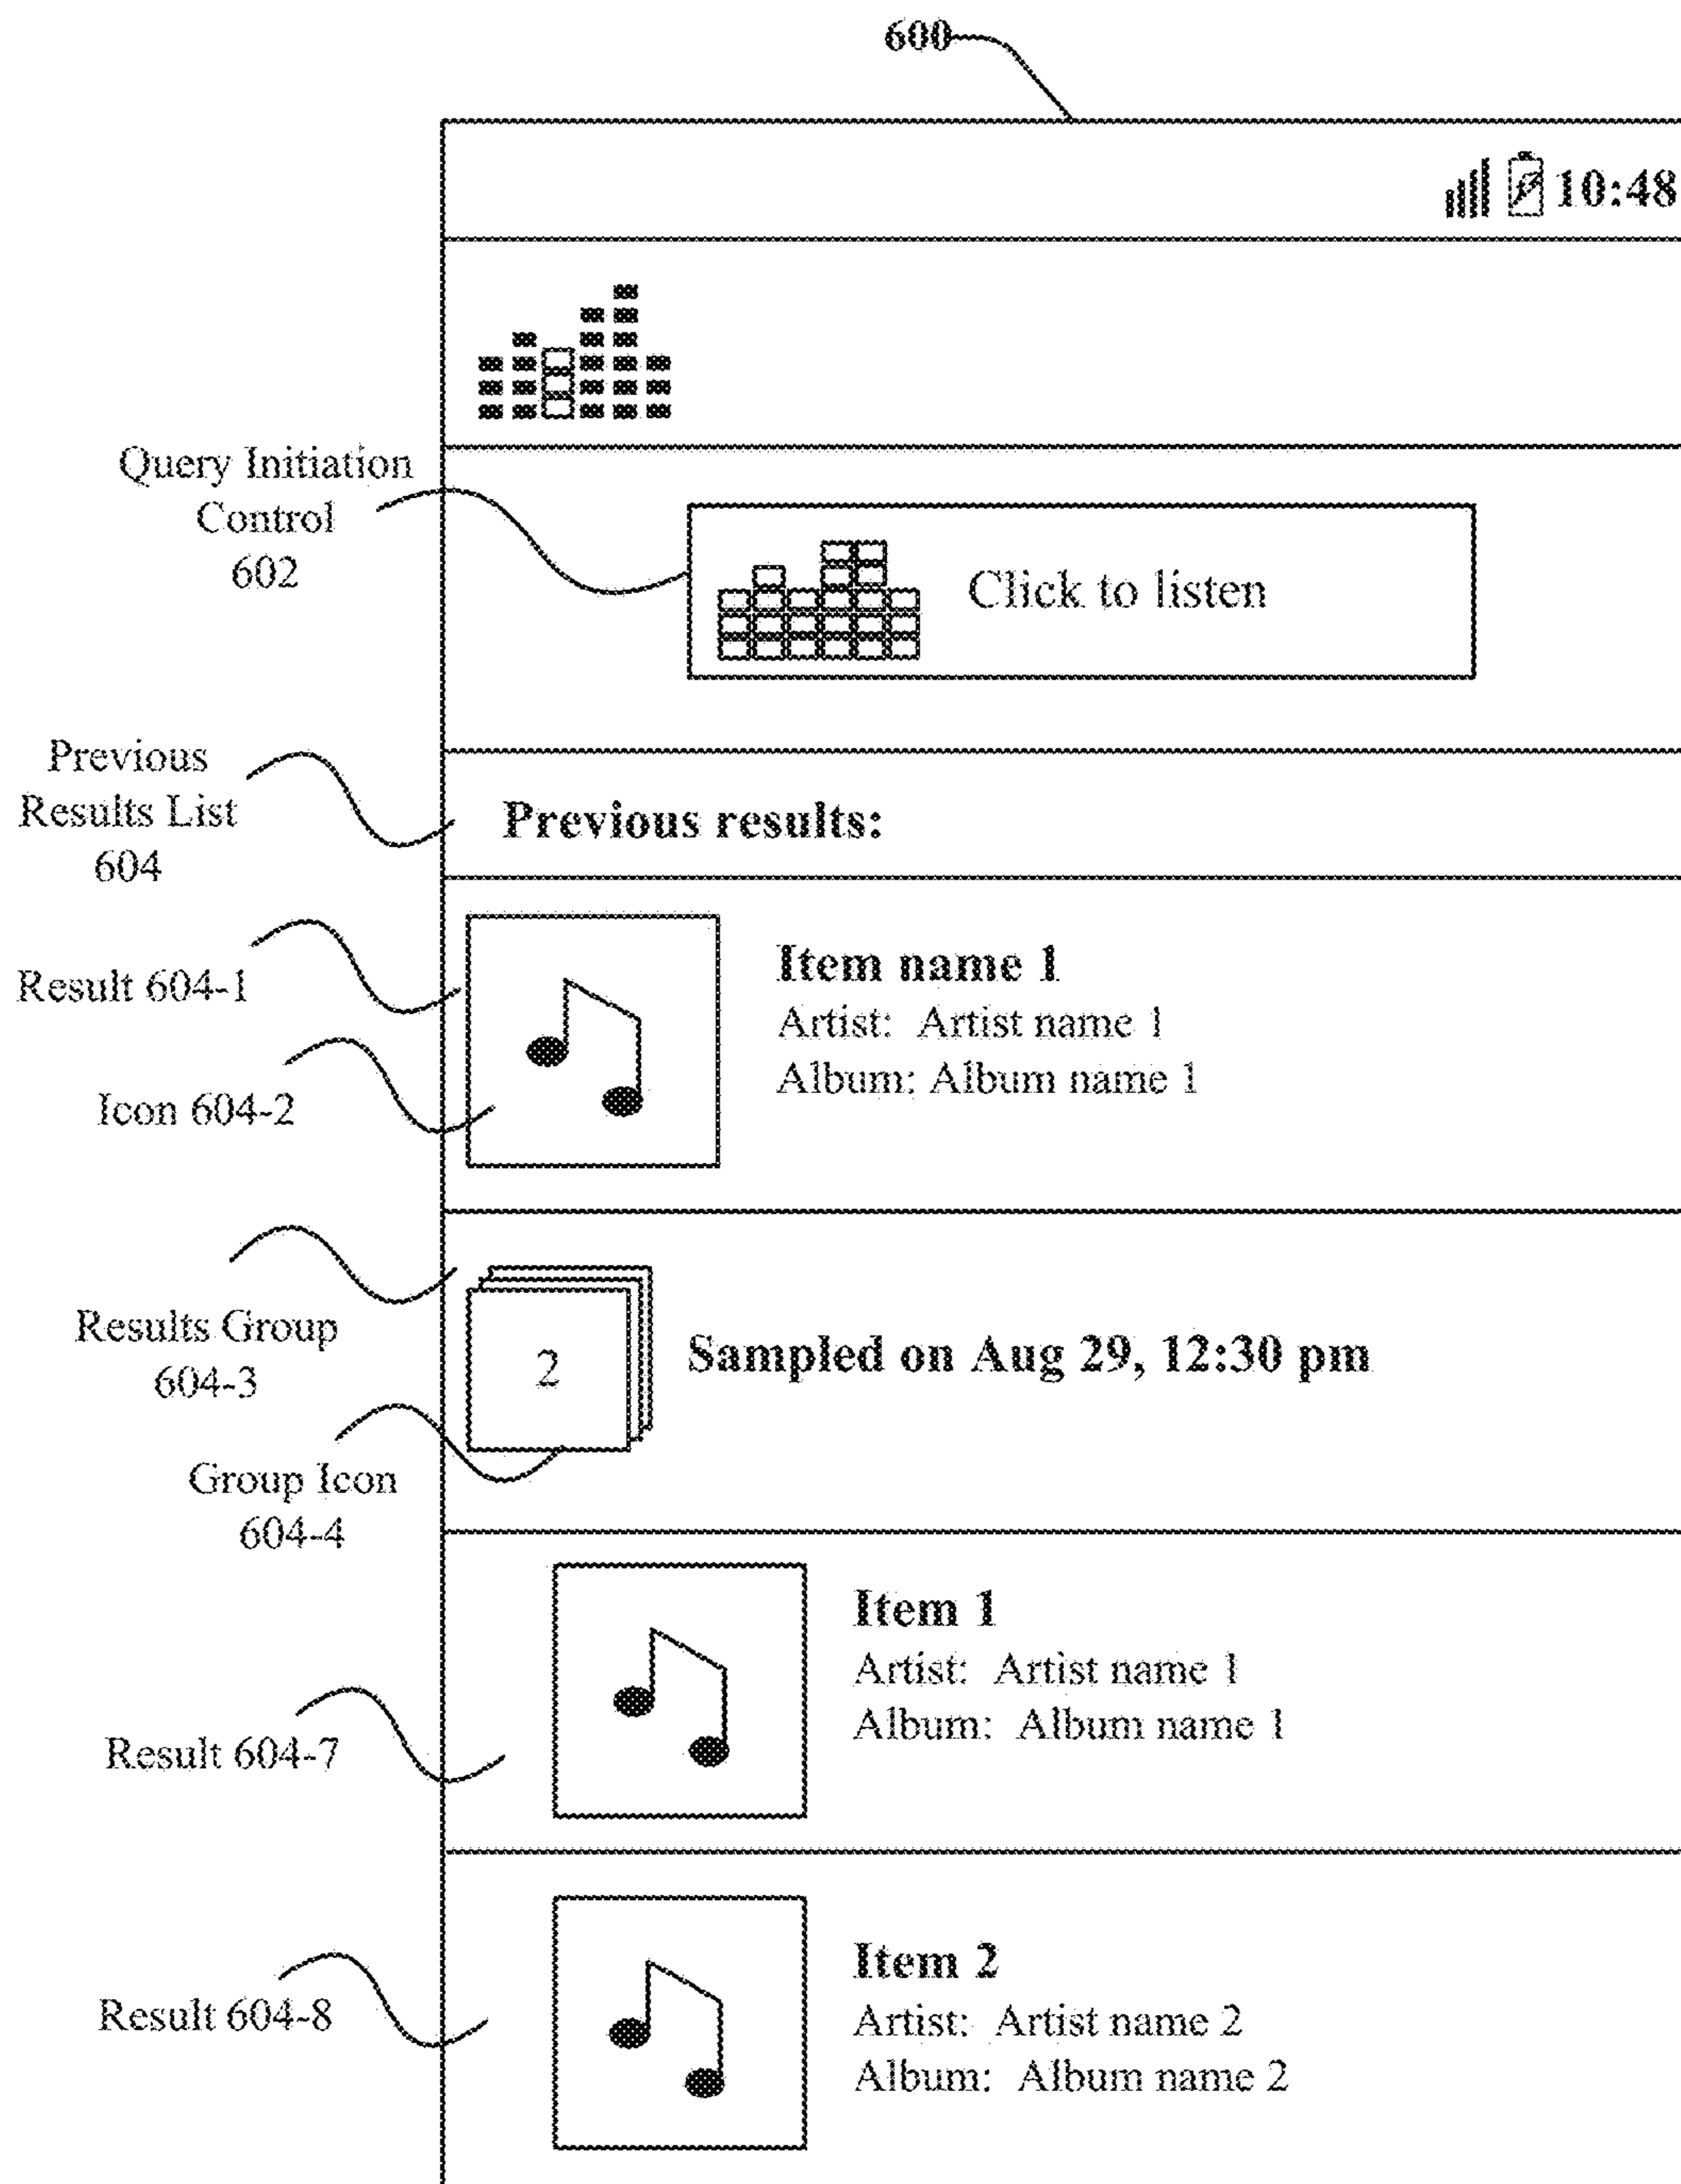 600
10:48
Query Initiation
Control
602
Click to listen
Previous
Results List
604
Previous results:
Result 604-1
Item name 1
Artist: Artist name 1
Album: Album name 1
Icon 604-2
Results Group
604-3
2
Sampled on Aug 29, 12:30 pm
Group Icon
604-4
Item 1
Artist: Artist name 1
Album: Album name 1
Result 604-7
Item 2
Artist: Artist name 2
Album: Album name 2
Result 604-8